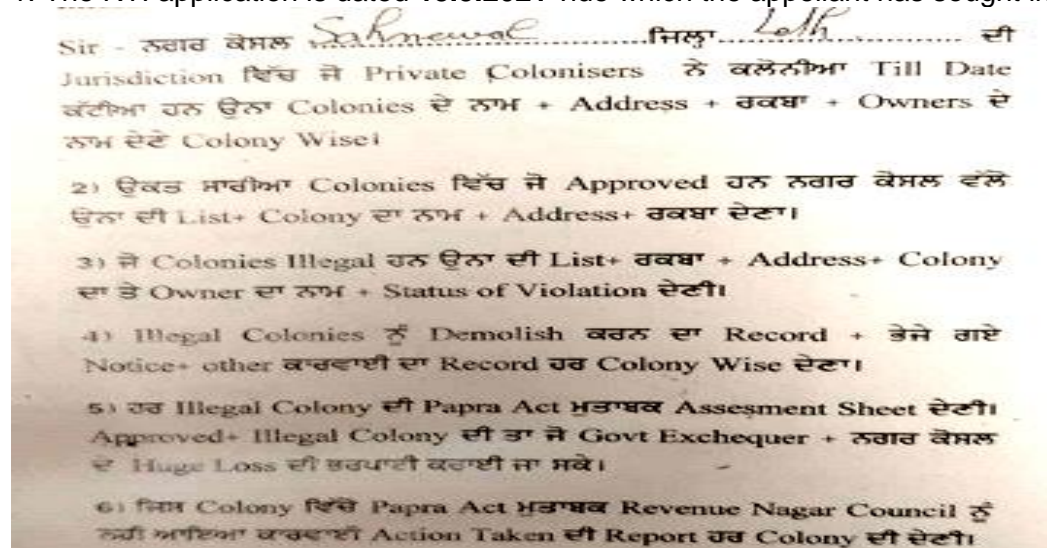 Sir - ਨਗਰ ਕੋਸਲ Sahnewal ਜਿਲ੍ਹਾ Ldh ਦੀ
Jurisdiction ਵਿੱਚ ਜੋ Private Colonisers ਨੇ ਕਲੋਨੀਆ Till Date
ਕੱਟੀਆ ਹਨ ਉਨਾ Colonies ਦੇ ਨਾਮ + Address + ਰਕਬਾ + Owners ਦੇ
ਨਾਮ ਦੇਣੇ Colony Wise।
2) ਉਕਤ ਸਾਰੀਆ Colonies ਵਿੱਚ ਜੋ Approved ਹਨ ਨਗਰ ਕੋਸਲ ਵੱਲੋ
ਉਨਾ ਦੀ List+ Colony ਦਾ ਨਾਮ + Address+ ਰਕਬਾ ਦੇਣਾ।
3) ਜੋ Colonies Illegal ਹਨ ਉਨਾ ਦੀ List+ ਰਕਬਾ + Address+ Colony
ਦਾ ਤੇ Owner ਦਾ ਨਾਮ + Status of Violation ਦੇਣੀ।
4) Illegal Colonies ਨੂੰ Demolish ਕਰਨ ਦਾ Record + ਭੇਜੇ ਗਏ
Notice+ other ਕਾਰਵਾਈ ਦਾ Record ਹਰ Colony Wise ਦੇਣਾ।
5) ਹਰ Illegal Colony ਦੀ Papra Act ਮੁਤਾਬਕ Assesment Sheet ਦੇਣੀ।
Approved+ Illegal Colony ਦੀ ਤਾ ਜੋ Govt Exchequer + ਨਗਰ ਕੋਸਲ
ਦੇ Huge Loss ਦੀ ਭਰਪਾਈ ਕਰਾਈ ਜਾ ਸਕੇ।
6) ਜਿਸ Colony ਵਿੱਚੋ Papra Act ਮੁਤਾਬਕ Revenue Nagar Council ਨੂੰ
ਨਹੀ ਆਇਆ ਕਾਰਵਾਈ Action Taken ਦੀ Report ਹਰ Colony ਦੀ ਦੇਣੀ।